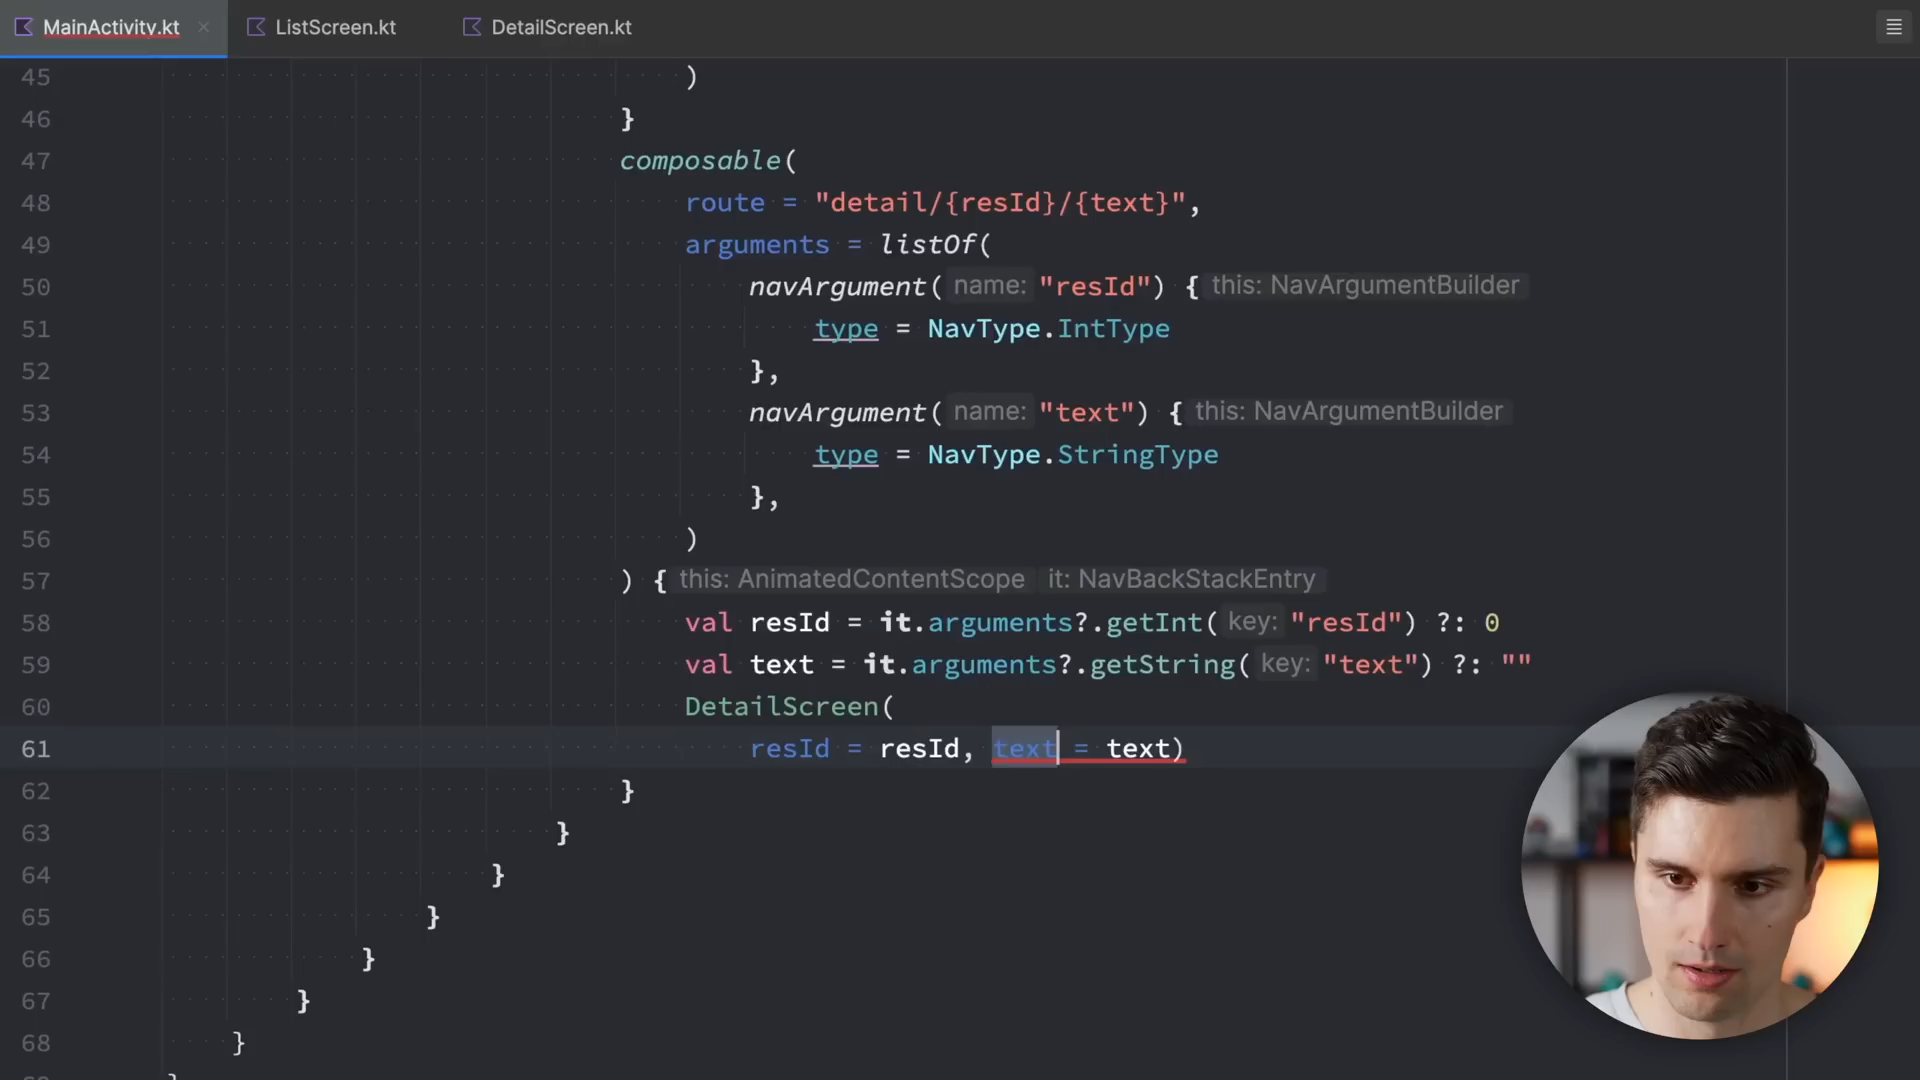 MainActivity.kt
ListScreen.kt
DetailScreen.kt
45 )
46 }
47 composable(
48 route = "detail/{resId}/{text}",
49 arguments = listOf(
50 navArgument( name: "resId") { this: NavArgumentBuilder
51 type = NavType.IntType
52 },
53 navArgument( name: "text") { this: NavArgumentBuilder
54 type = NavType.StringType
55 },
56 )
57 ) { this: AnimatedContentScope it: NavBackStackEntry
58 val resId = it.arguments?.getInt( key: "resId") ?: 0
59 val text = it.arguments?.getString( key: "text") ?: ""
60 DetailScreen(
61 resId = resId, text = text)
62 }
63 }
64 }
65 }
66 }
67 }
68 }